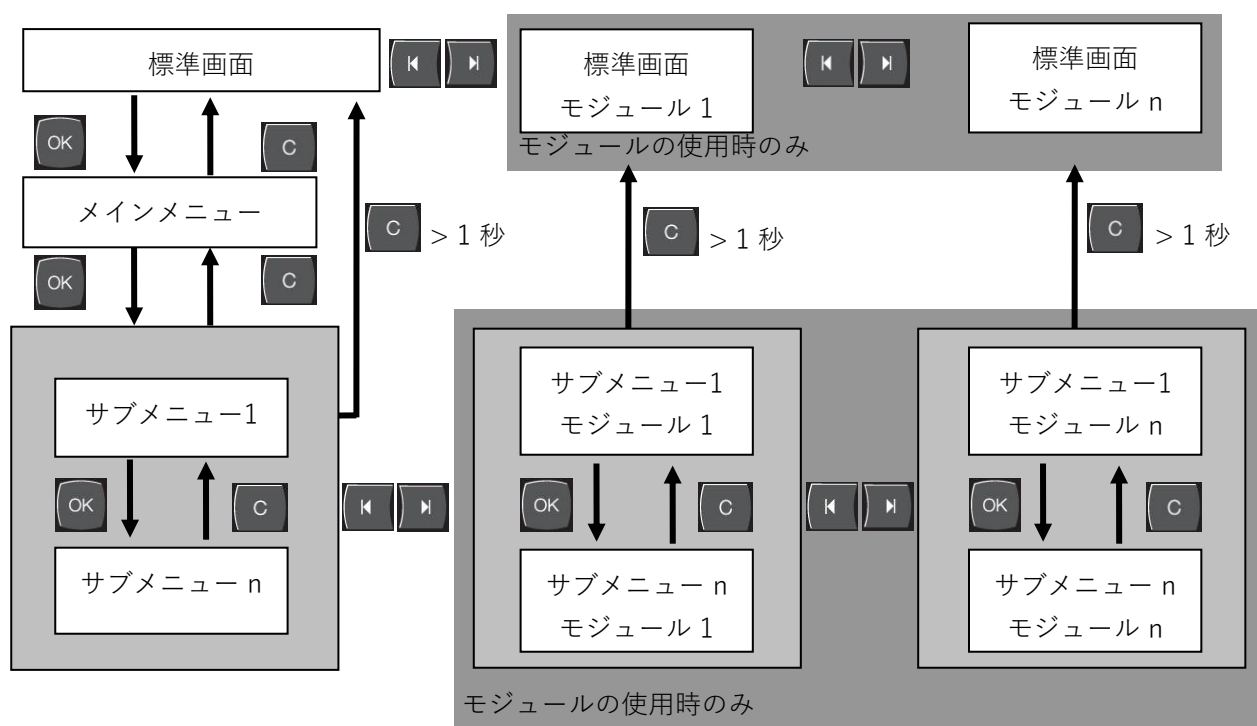 標準画面
標準画面
モジュール 1
標準画面
モジュール n
モジュールの使用時のみ
OK
C
メインメニュー
C
> 1 秒
C
> 1 秒
C
> 1 秒
OK
C
サブメニュー1
サブメニュー1
モジュール 1
サブメニュー1
モジュール n
OK
C
OK
C
OK
C
サブメニュー n
サブメニュー n
モジュール 1
サブメニュー n
モジュール n
モジュールの使用時のみ